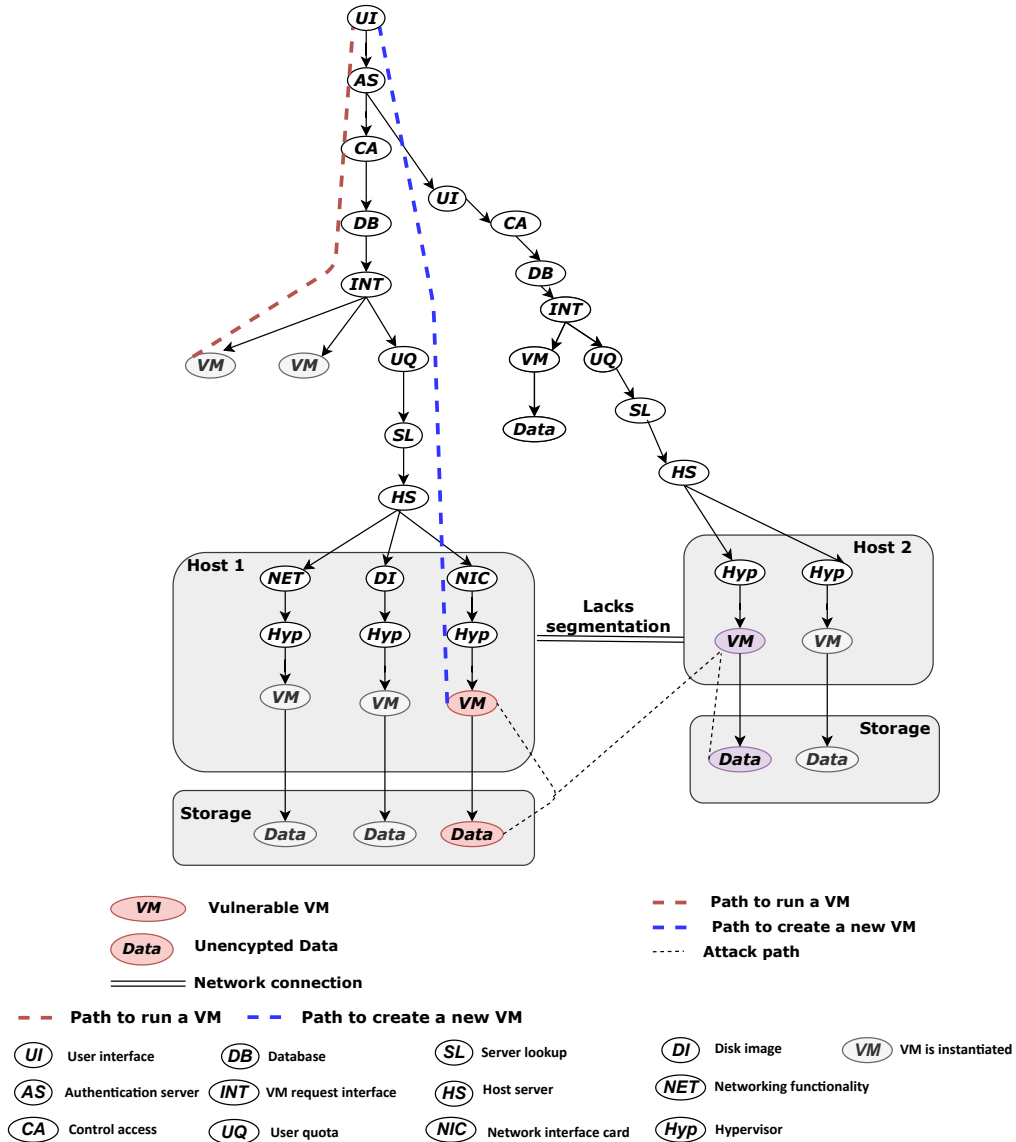 UI
AS
CA
UI
DB
CA
DB
INT
INT
VM
VM
UQ
VM
UQ
SL
Data
SL
HS
HS
Host 1
Host 2
NET
DI
NIC
Hyp
Hyp
Lacks
segmentation
Hyp
Hyp
Hyp
VM
VM
VM
VM
VM
Storage
Data
Data
Storage
Data
Data
Data
VM Vulnerable VM
Path to run a VM
Path to create a new VM
Data Unencypted Data
Attack path
Network connection
Path to run a VM Path to create a new VM
UI User interface DB Database SL Server lookup DI Disk image VM VM is instantiated
AS Authentication server INT VM request interface HS Host server NET Networking functionality
CA Control access UQ User quota NIC Network interface card Hyp Hypervisor